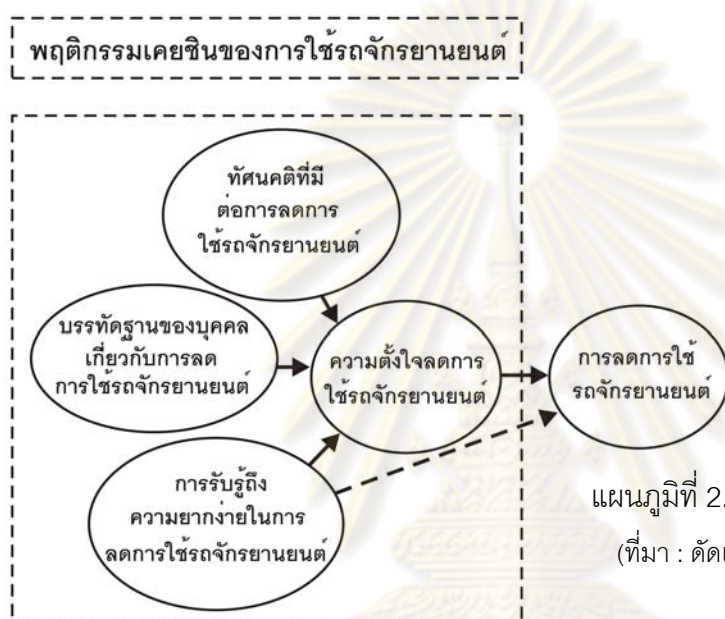 พฤติกรรมเคยชินของการใช้รถจักรยานยนต์
ทัศนคติที่มี
ต่อการลดการ
ใช้รถจักรยานยนต์
บรรทัดฐานของบุคคล
เกี่ยวกับการลด
การใช้รถจักรยานยนต์
ความตั้งใจลดการ
ใช้รถจักรยานยนต์
การลดการใช้
รถจักรยานยนต์
การรับรู้ถึง
ความยากง่ายในการ
ลดการใช้รถจักรยานยนต์
แผนภูมิที่ 2.
(ที่มา :